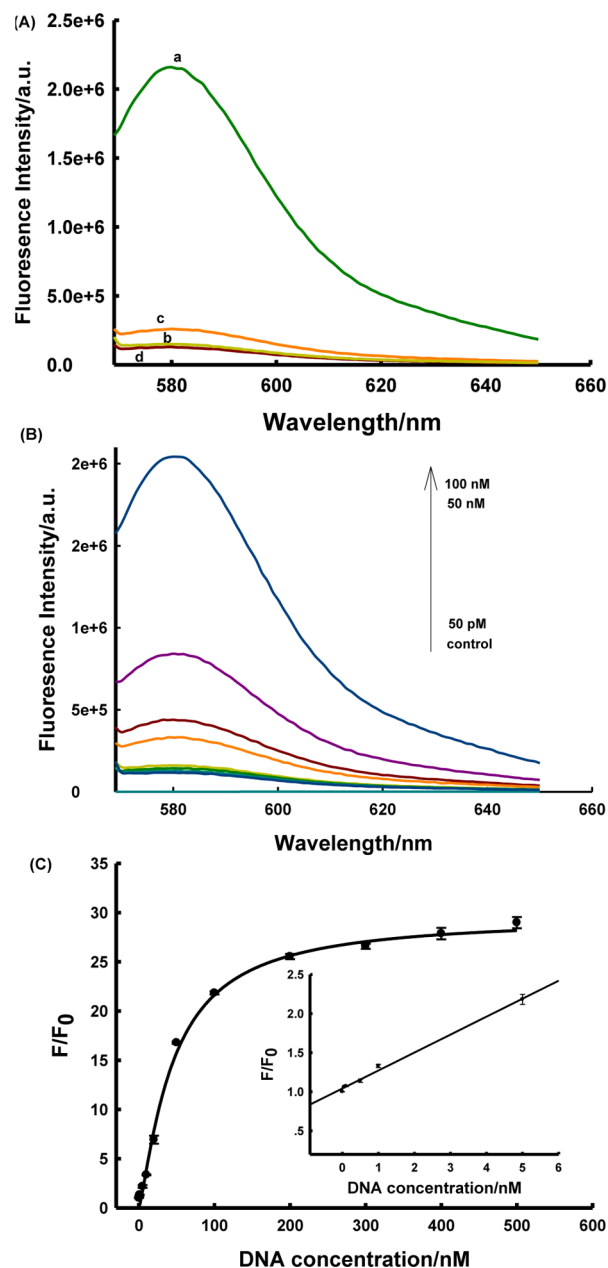 (A)
2.5e+6
2.0e+6
1.5e+6
1.0e+6
5.0e+5
0.0
Fluoresence Intensity/a.u.
a
c
b
d
580
600
620
640
660
Wavelength/nm
(B)
2e+6
2e+6
1e+6
5e+5
0
Fluoresence Intensity/a.u.
100 nM
50 nM
50 pM
control
580
600
620
640
660
Wavelength/nm
(C)
35
30
25
20
15
10
5
0
F/F0
2.5
2.0
1.5
1.0
.5
F/F0
0
1
2
3
4
5
6
DNA concentration/nM
0
100
200
300
400
500
600
DNA concentration/nM